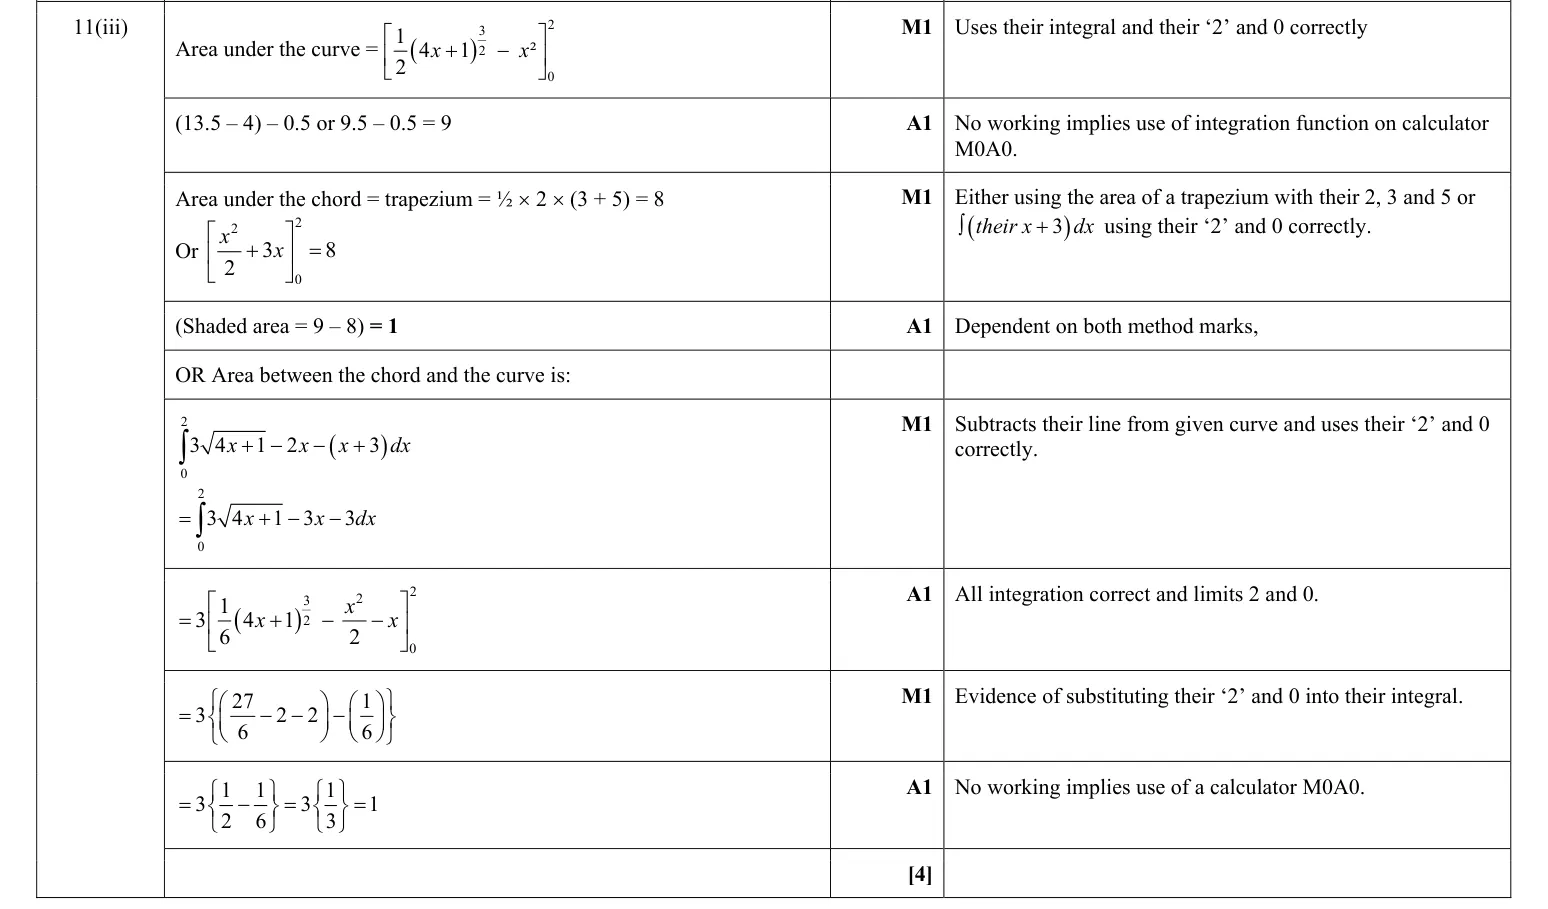 11(iii)
Area under the curve = [1/2 (4x + 1)^(3/2) − x²]₀² M1 Uses their integral and their ‘2’ and 0 correctly
(13.5 – 4) – 0.5 or 9.5 – 0.5 = 9 A1 No working implies use of integration function on calculator
M0A0.
Area under the chord = trapezium = ½ × 2 × (3 + 5) = 8 M1 Either using the area of a trapezium with their 2, 3 and 5 or
Or [x²/2 + 3x]₀² = 8 ∫(their x + 3)dx using their ‘2’ and 0 correctly.
(Shaded area = 9 – 8) = 1 A1 Dependent on both method marks,
OR Area between the chord and the curve is:
∫₀² 3√(4x + 1) − 2x − (x + 3) dx M1 Subtracts their line from given curve and uses their ‘2’ and 0
correctly.
= ∫₀² 3√(4x + 1) − 3x − 3dx
= 3[1/6 (4x + 1)^(3/2) − x²/2 − x]₀² A1 All integration correct and limits 2 and 0.
= 3{(27/6 − 2 − 2) − (1/6)} M1 Evidence of substituting their ‘2’ and 0 into their integral.
= 3{1/2 − 1/6} = 3{1/3} = 1 A1 No working implies use of a calculator M0A0.
[4]